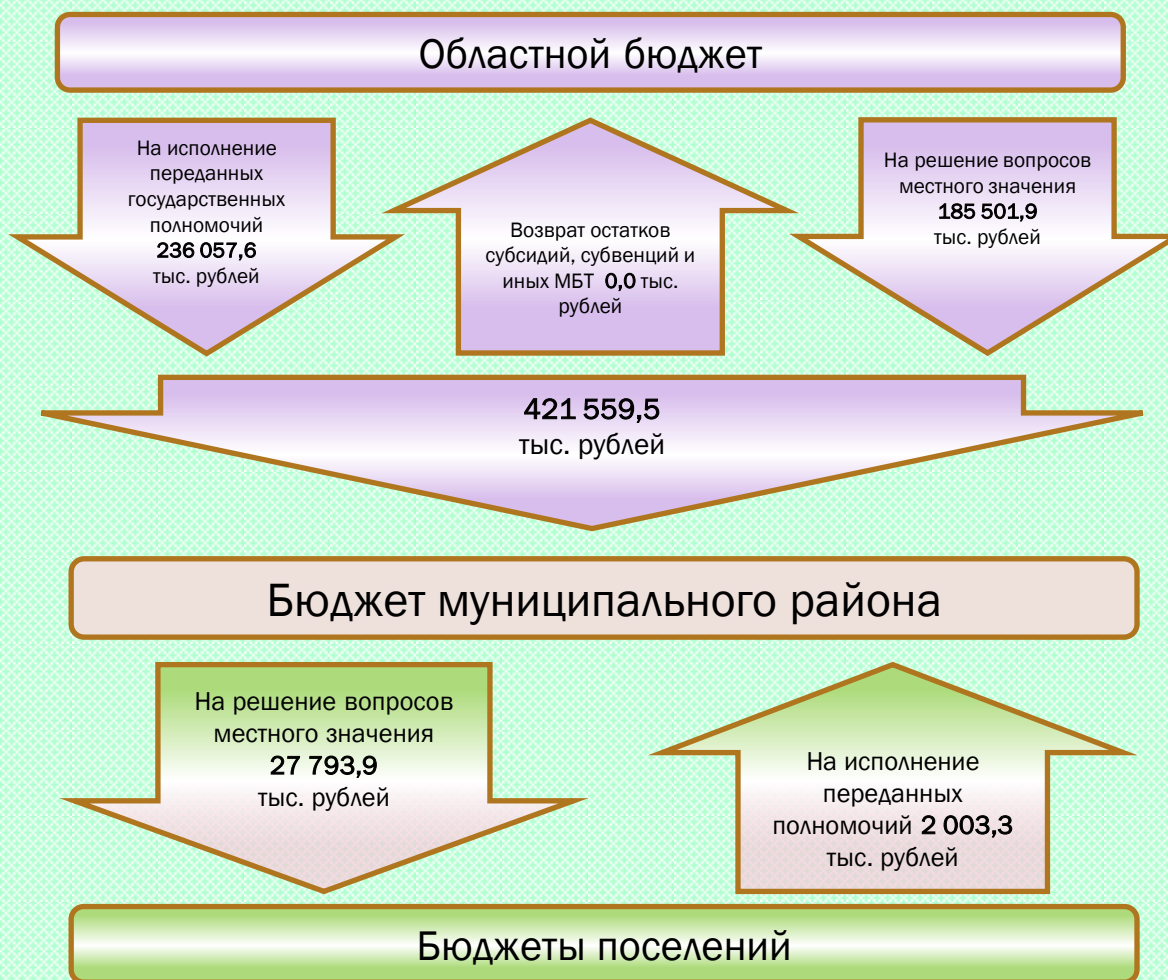 Областной бюджет
На исполнение
переданных
государственных
полномочий
236 057,6
тыс. рублей
Возврат остатков
субсидий, субвенций и
иных МБТ 0,0 тыс.
рублей
На решение вопросов
местного значения
185 501,9
тыс. рублей
421 559,5
тыс. рублей
Бюджет муниципального района
На решение вопросов
местного значения
27 793,9
тыс. рублей
На исполнение
переданных
полномочий 2 003,3
тыс. рублей
Бюджеты поселений